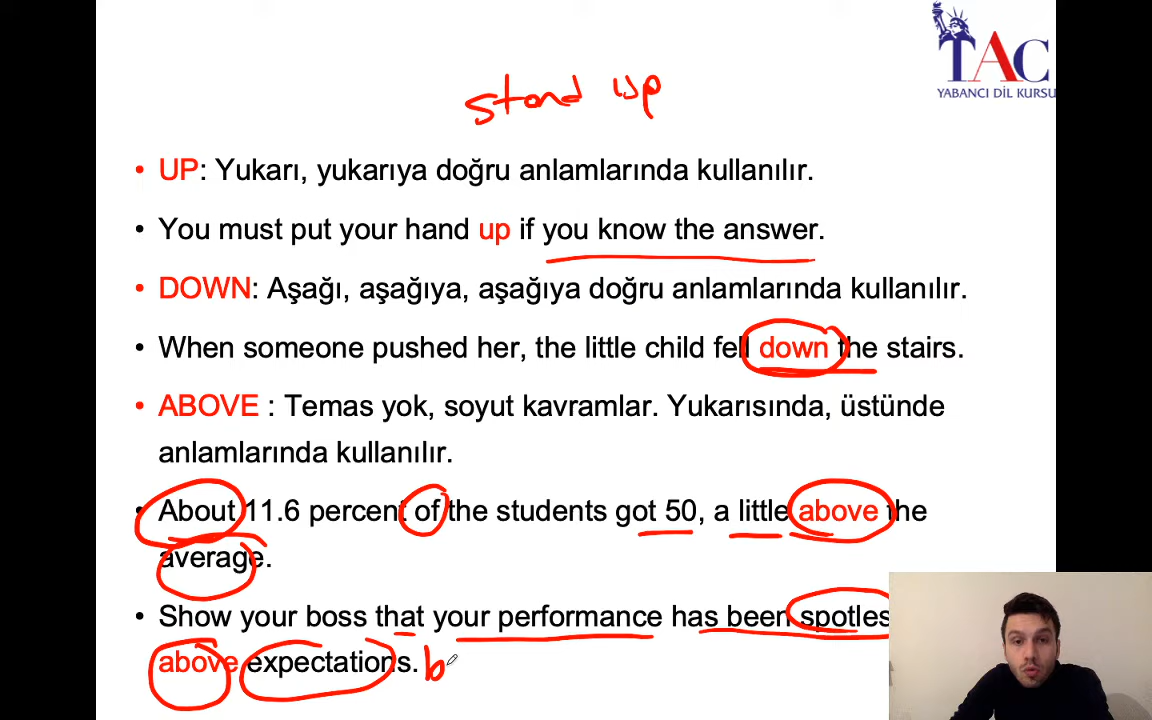 TAC
YABANCI DİL KURSU
stand up
• UP: Yukarı, yukarıya doğru anlamlarında kullanılır.
• You must put your hand up if you know the answer.
• DOWN: Aşağı, aşağıya, aşağıya doğru anlamlarında kullanılır.
• When someone pushed her, the little child fell down the stairs.
• ABOVE : Temas yok, soyut kavramlar. Yukarısında, üstünde
anlamlarında kullanılır.
• About 11.6 percent of the students got 50, a little above the
average.
• Show your boss that your performance has been spotles
above expectations. b